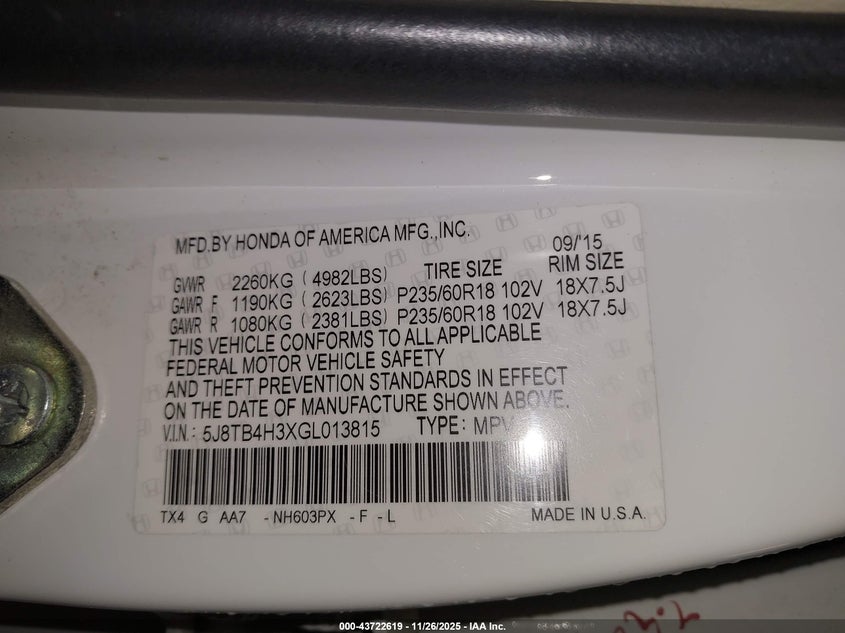 MFD.BY HONDA OF AMERICA MFG.,INC. 09/'15
GVWR 2260KG (4982LBS) TIRE SIZE RIM SIZE
GAWR F 1190KG (2623LBS) P235/60R18 102V 18X7.5J
GAWR R 1080KG (2381LBS) P235/60R18 102V 18X7.5J
THIS VEHICLE CONFORMS TO ALL APPLICABLE
FEDERAL MOTOR VEHICLE SAFETY
AND THEFT PREVENTION STANDARDS IN EFFECT
ON THE DATE OF MANUFACTURE SHOWN ABOVE.
V.I.N.: 5J8TB4H3XGL013815 TYPE: MPV
TX4 G AA7 -NH603PX -F -L MADE IN U.S.A.
000-43722619 - 11/26/2025 - IAA Inc.